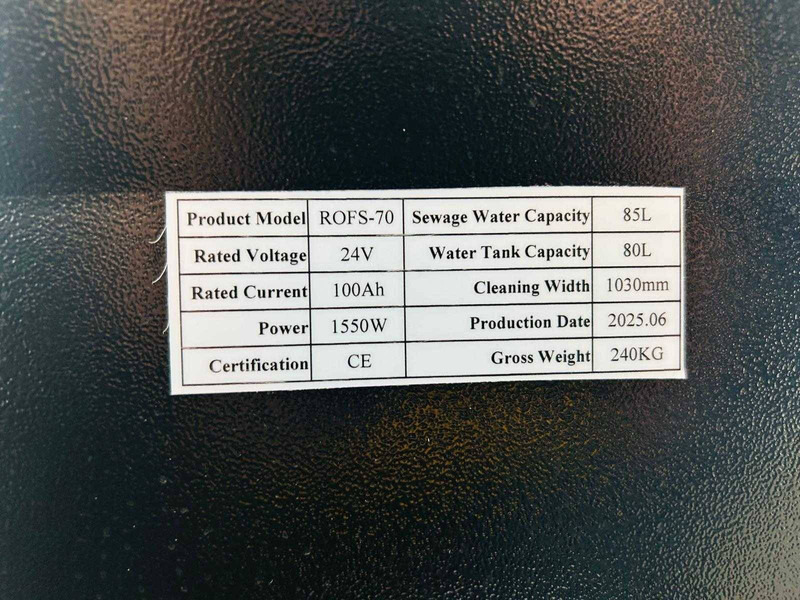 Product Model ROFS-70 Sewage Water Capacity 85L
Rated Voltage 24V Water Tank Capacity 80L
Rated Current 100Ah Cleaning Width 1030mm
Power 1550W Production Date 2025.06
Certification CE Gross Weight 240KG